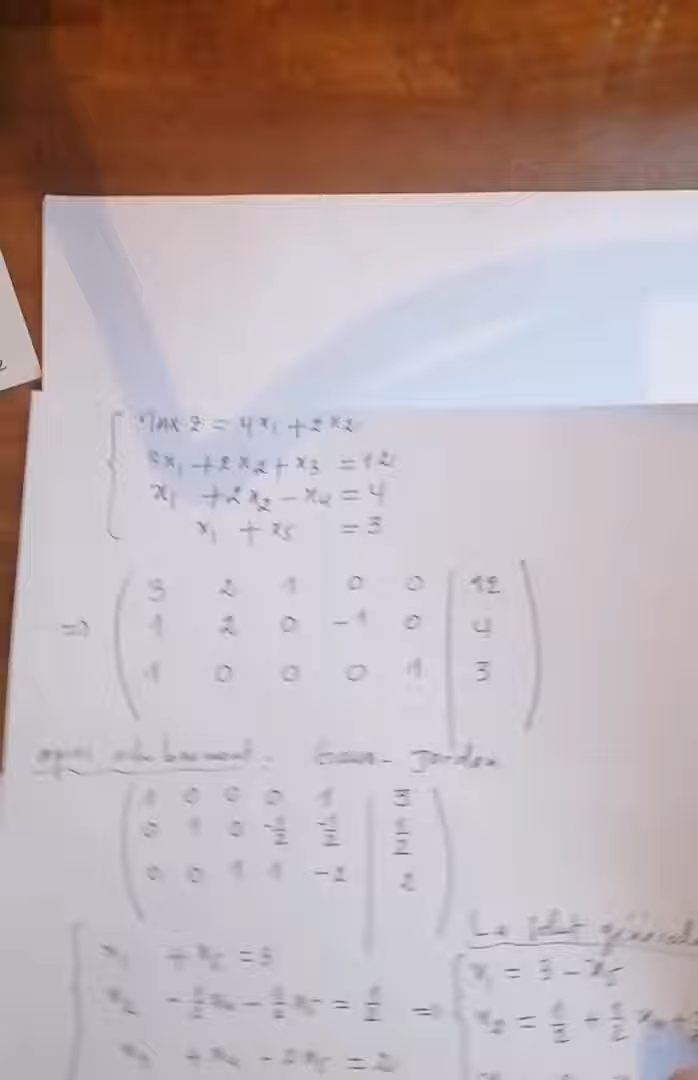 Max Z = 4x₁ + 2x₂
3x₁ + 2x₂ + x₃ = 12
x₁ + 2x₂ - x₄ = 4
x₁ + x₅ = 3
=> ( 3 2 1 0 0 | 12
1 2 0 -1 0 | 4
1 0 0 0 1 | 3 )
Gauss-Jordan
( 1 0 0 0 1 | 3
0 1 0 -1/2 -1/2 | 1/2
0 0 1 1 -2 | 2 )
x₁ + x₅ = 3
x₂ - 1/2 x₄ - 1/2 x₅ = 1/2 =>
x₃ + x₄ - 2x₅ = 2
La générale
x₁ = 3 - x₅
x₂ = 1/2 + 1/2 x₄ +